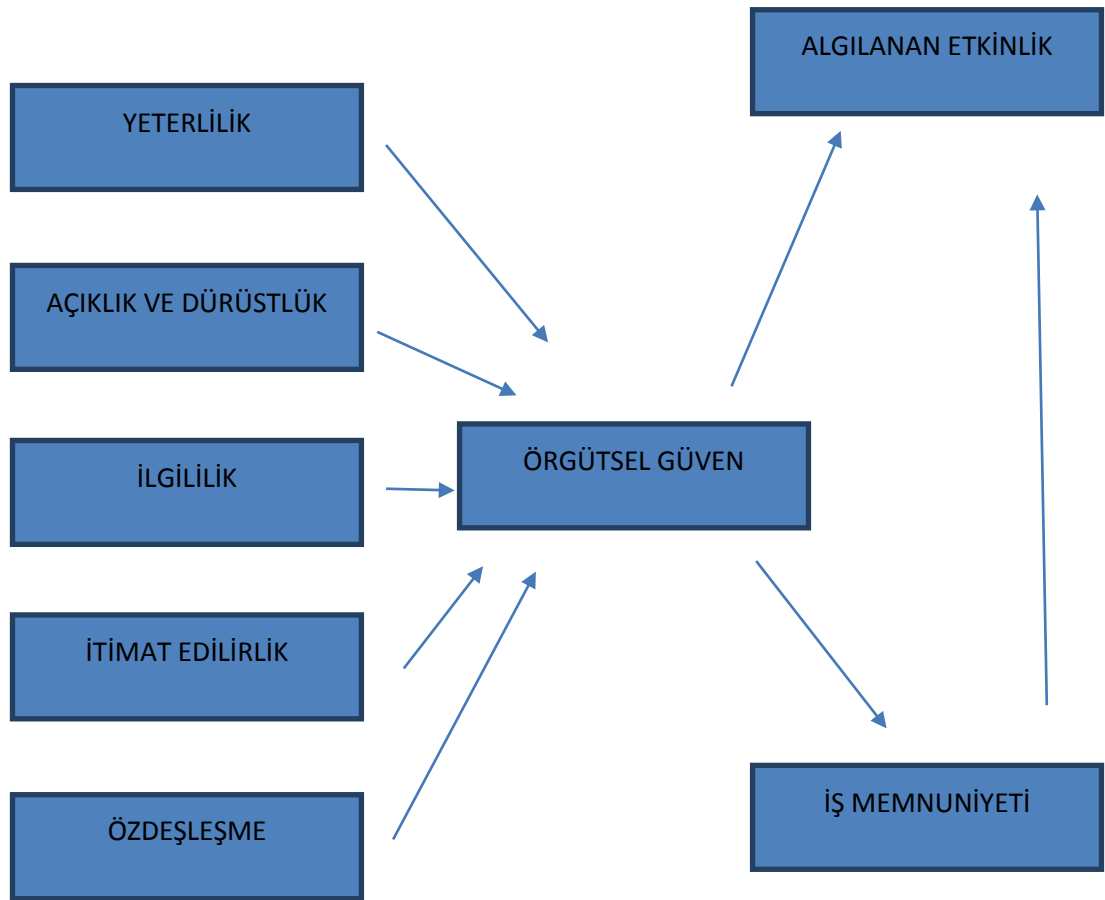 ALGILANAN ETKİNLİK
YETERLİLİK
AÇIKLIK VE DÜRÜSTLÜK
İLGİLİLİK
ÖRGÜTSEL GÜVEN
İTİMAT EDİLİRLİK
ÖZDEŞLEŞME
İŞ MEMNUNİYETİ